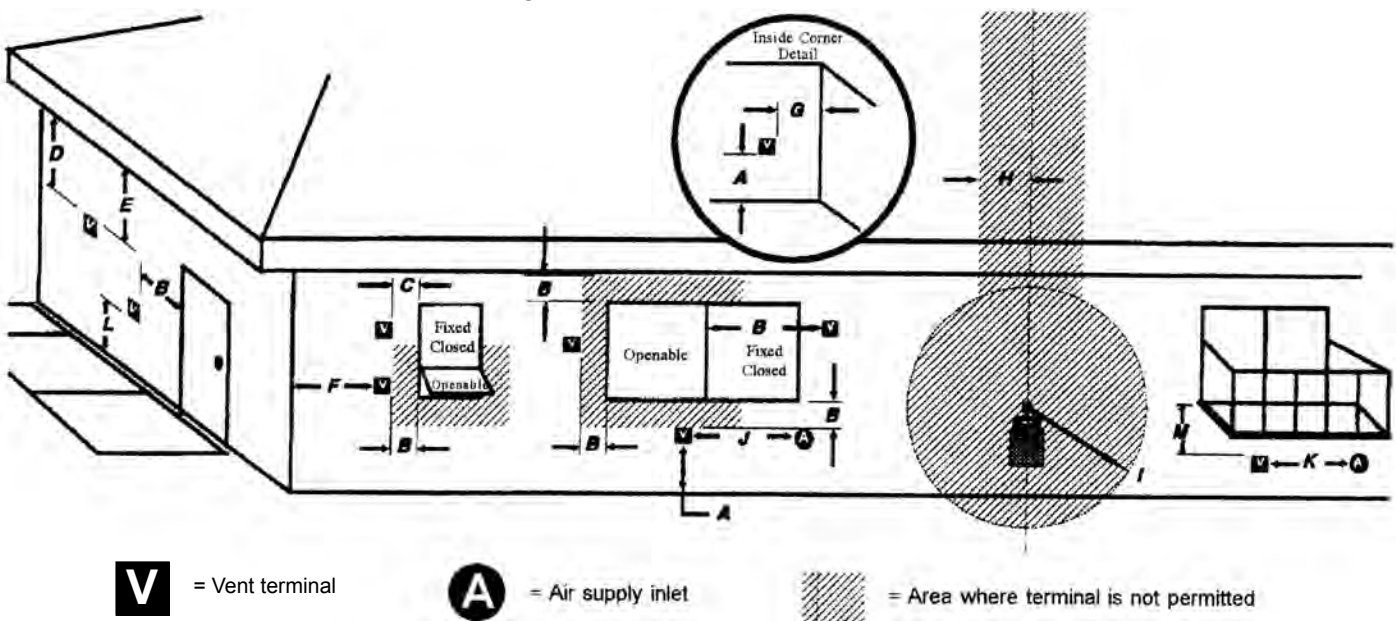 Inside Corner
Detail
G
V
A
H
D
E
V
B
V
L
C
V
Fixed
Closed
Openable
F
V
B
B
V
Openable
B
Fixed
Closed
V
B
B
V
J
A
A
I
M
V
K
A
V = Vent terminal
A = Air supply inlet
= Area where terminal is not permitted